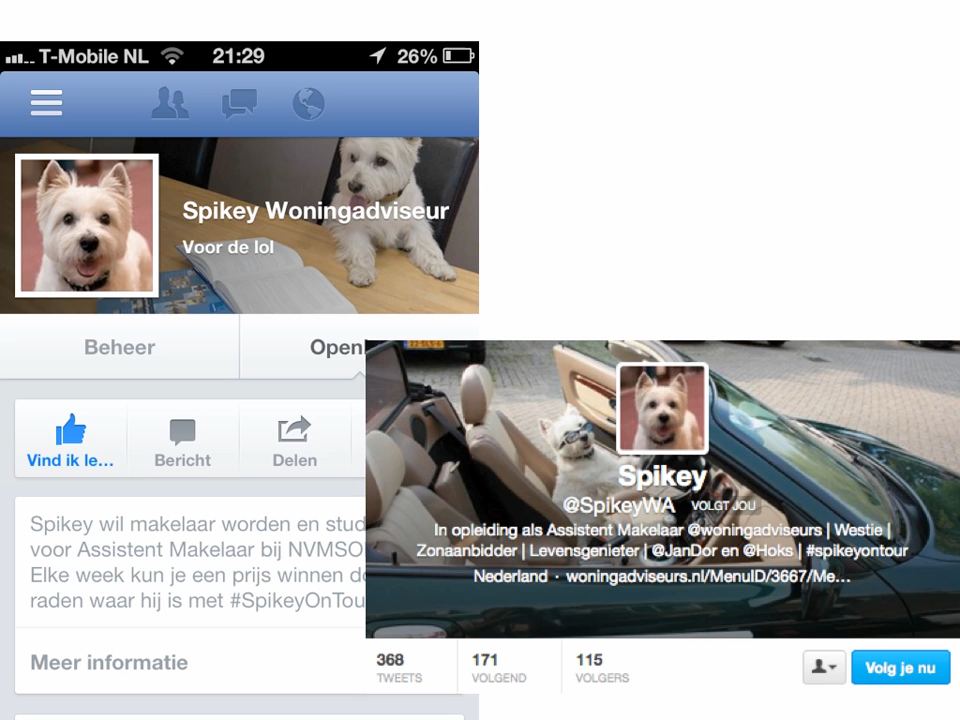 T-Mobile NL 21:29 26%
Spikey Woningadviseur
Voor de lol
Beheer
Open
Vind ik le... Bericht Delen
Spikey wil makelaar worden en stud
voor Assistent Makelaar bij NVMSO
Elke week kun je een prijs winnen do
raden waar hij is met #SpikeyOnTou
Meer informatie
Spikey
@SpikeyWA VOLGT JOU
In opleiding als Assistent Makelaar @woningadviseurs | Westie |
Zonaanbidder | Levensgenieter | @JanDor en @Hoks | #spikeyontour
Nederland · woningadviseurs.nl/MenuID/3667/Me...
368 171 115
TWEETS VOLGEND VOLGERS
Volg je nu